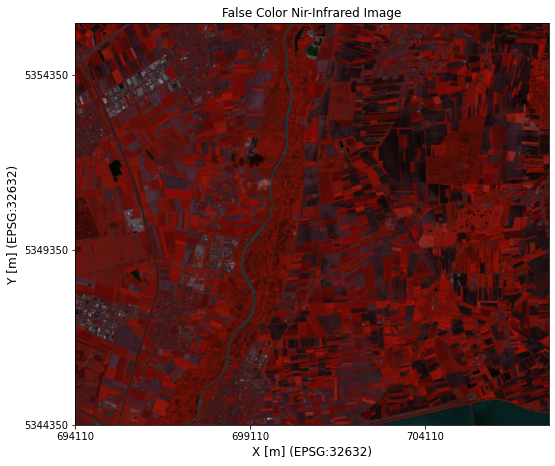 False Color Nir-Infrared Image
5354350
5349350
5344350
Y [m] (EPSG:32632)
694110
699110
704110
X [m] (EPSG:32632)